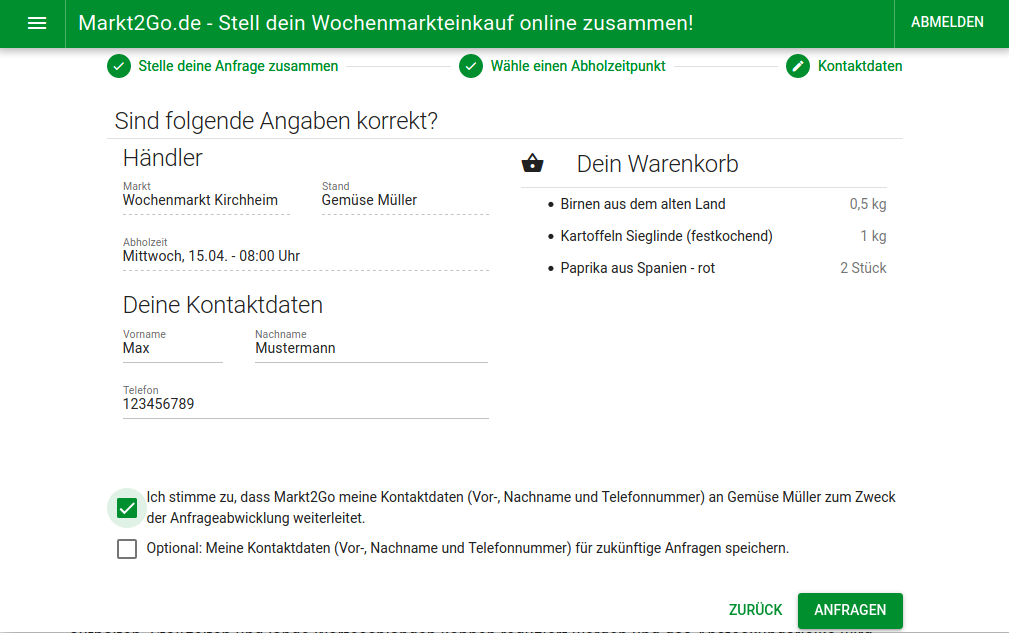 Markt2Go.de - Stell dein Wochenmarkteinkauf online zusammen!
ABMELDEN
Stelle deine Anfrage zusammen
Wähle einen Abholzeitpunkt
Kontaktdaten
Sind folgende Angaben korrekt?
Händler
Markt
Wochenmarkt Kirchheim
Stand
Gemüse Müller
Abholzeit
Mittwoch, 15.04. - 08:00 Uhr
Deine Kontaktdaten
Vorname
Max
Nachname
Mustermann
Telefon
123456789
Dein Warenkorb
Birnen aus dem alten Land 0,5 kg
Kartoffeln Sieglinde (festkochend) 1 kg
Paprika aus Spanien - rot 2 Stück
Ich stimme zu, dass Markt2Go meine Kontaktdaten (Vor-, Nachname und Telefonnummer) an Gemüse Müller zum Zweck
der Anfrageabwicklung weiterleitet.
Optional: Meine Kontaktdaten (Vor-, Nachname und Telefonnummer) für zukünftige Anfragen speichern.
ZURÜCK
ANFRAGEN